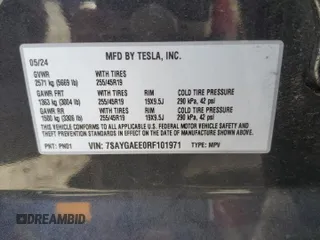 MFD BY TESLA, INC.
05/24
GVWR WITH TIRES
2571 kg (5669 lb) 255/45R19
GAWR FRT WITH TIRES RIM COLD TIRE PRESSURE
1363 kg (3004 lb) 255/45R19 19X9.5J 290 kPa, 42 psi
GAWR RR WITH TIRES RIM COLD TIRE PRESSURE
1500 kg (3306 lb) 255/45R19 19X9.5J 290 kPa, 42 psi
THIS VEHICLE CONFORMS TO ALL APPLICABLE FEDERAL MOTOR VEHICLE
SAFETY STANDARDS IN EFFECT ON THE DATE OF MANUFACTURE SHOWN ABOVE.
PNT: PN01 VIN: 7SAYGAEE0RF101971 TYPE: MPV
DREAMBID